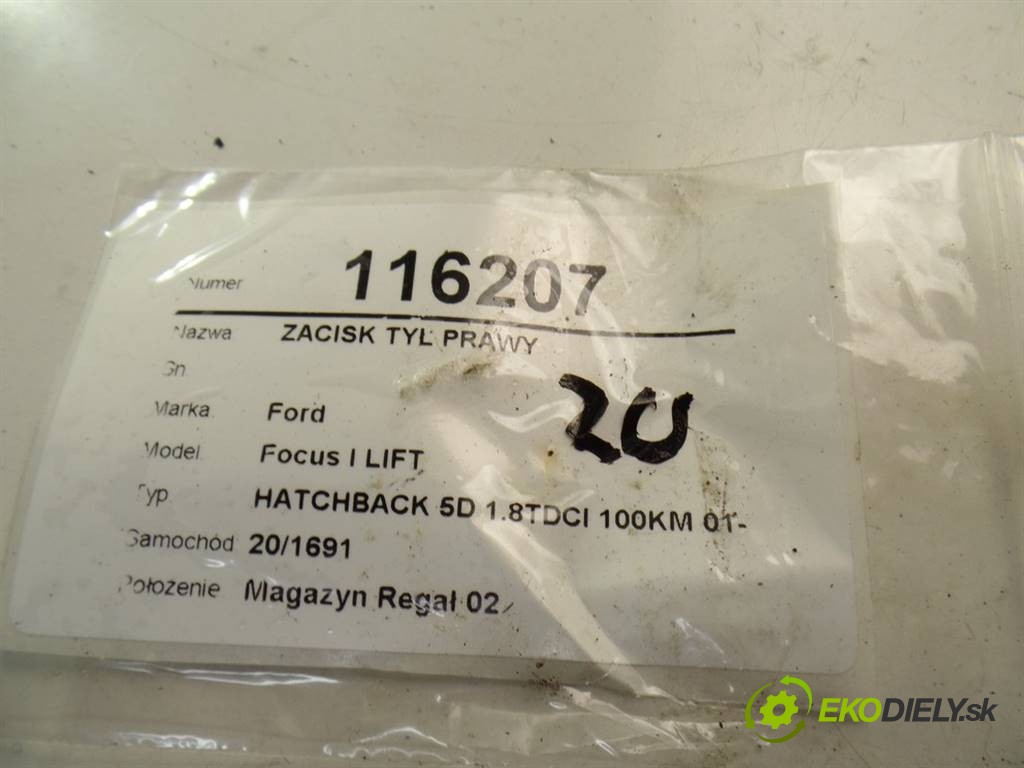 Numer 116207
Nazwa ZACISK TYŁ PRAWY
Gn
20
Marka Ford
Model Focus I LIFT
Typ HATCHBACK 5D 1.8TDCI 100KM 01-
Samochód 20/1691
Położenie Magazyn Regał 02
EKODIELY.sk